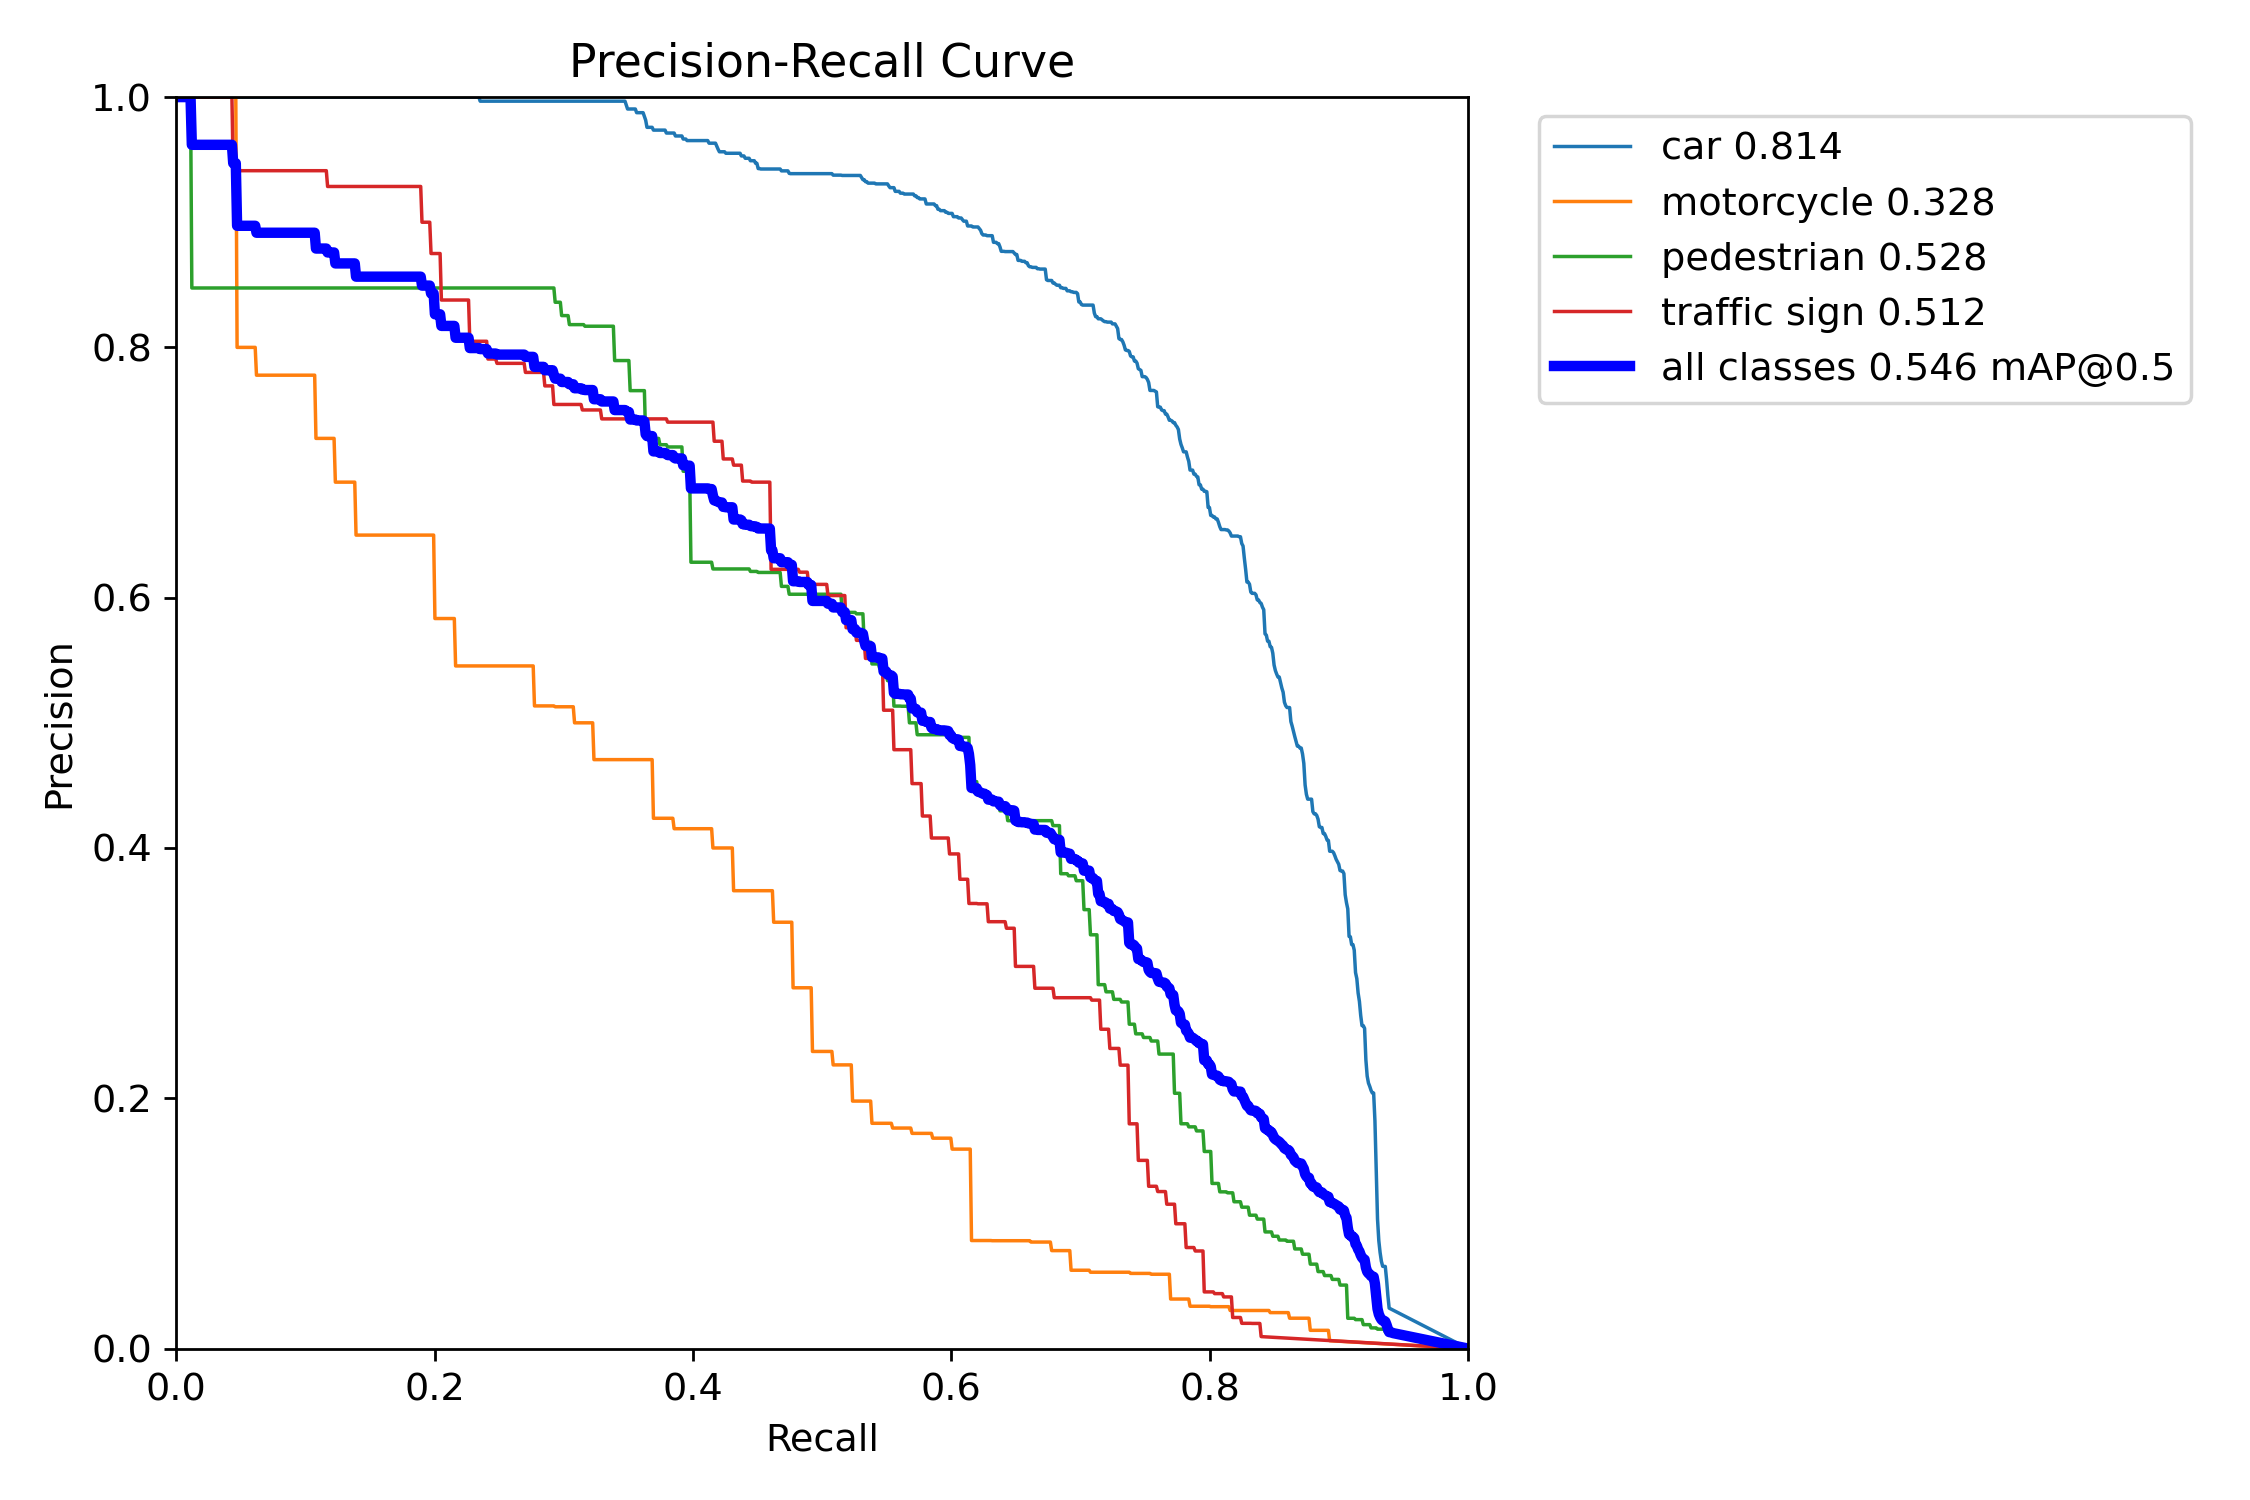 Precision-Recall Curve
1.0
0.8
0.6
0.4
0.2
0.0
Precision
0.0 0.2 0.4 0.6 0.8 1.0
Recall
car 0.814
motorcycle 0.328
pedestrian 0.528
traffic sign 0.512
all classes 0.546 mAP@0.5